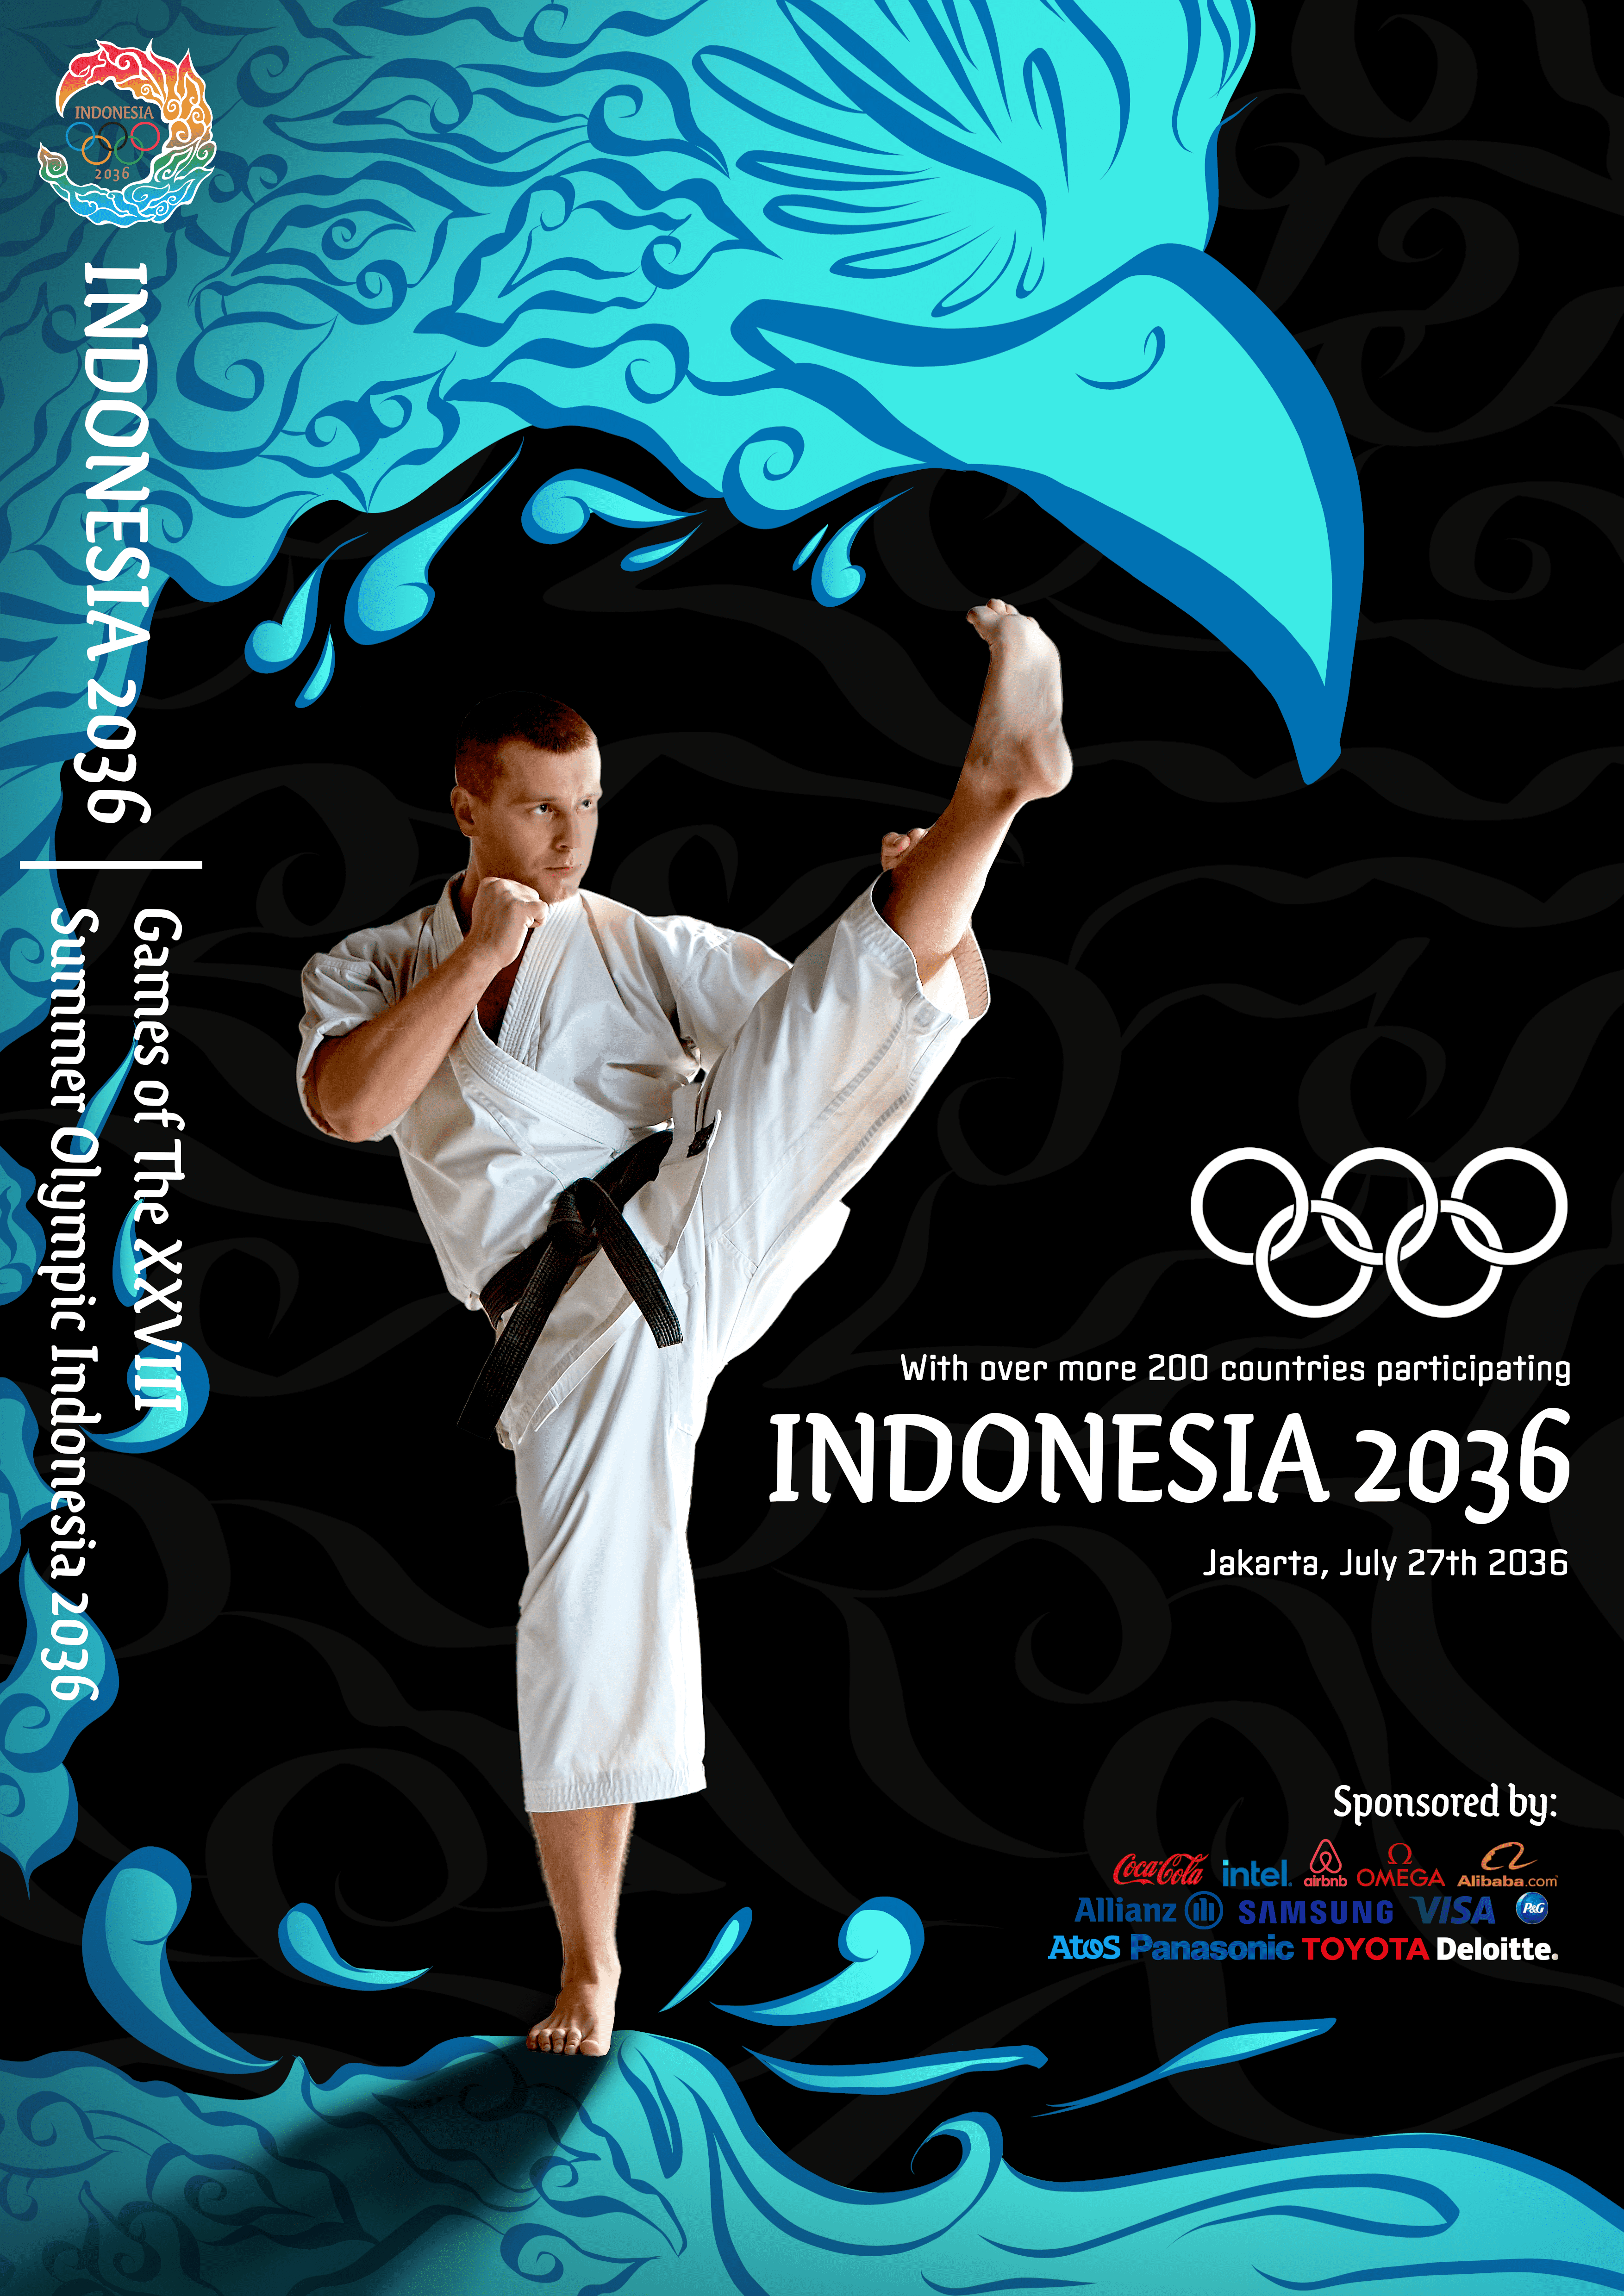 INDONESIA
2036
INDONESIA 2036
Games of The XXVIII
Summer Olympic Indonesia 2036
With over more 200 countries participating
INDONESIA 2036
Jakarta, July 27th 2036
Sponsored by:
Coca-Cola intel. airbnb Ω OMEGA Alibaba.com
Allianz SAMSUNG VISA P&G
Atos Panasonic TOYOTA Deloitte.